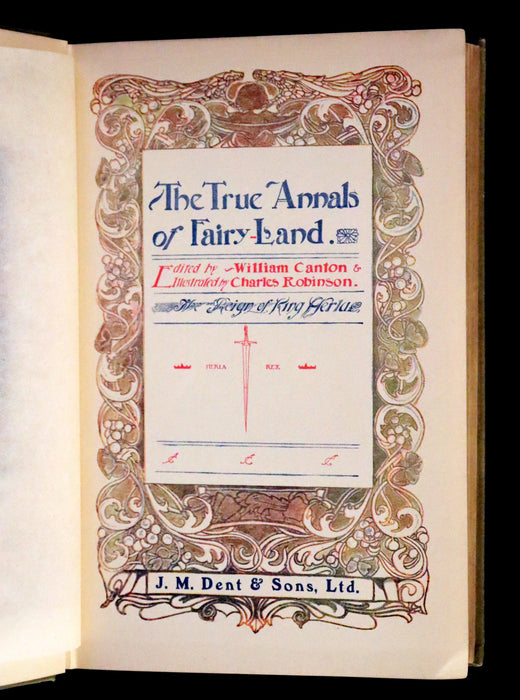 The True Annals
of Fairy-Land.
Edited by William Canton &
Illustrated by Charles Robinson.
The Reign of King Herla
HERLA REX
J. M. Dent & Sons, Ltd.